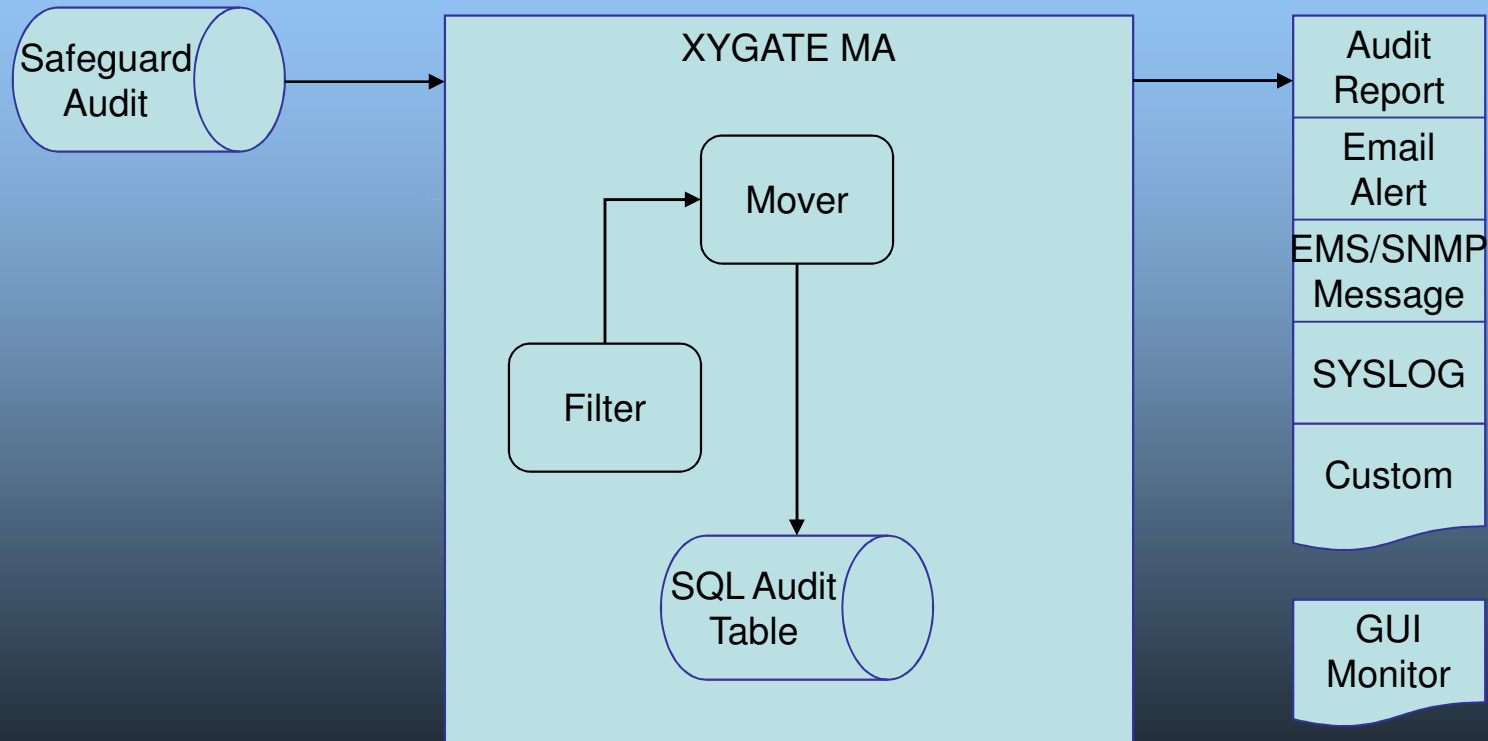 Safeguard
Audit
XYGATE MA
Mover
Filter
SQL Audit
Table
Audit
Report
Email
Alert
EMS/SNMP
Message
SYSLOG
Custom
GUI
Monitor